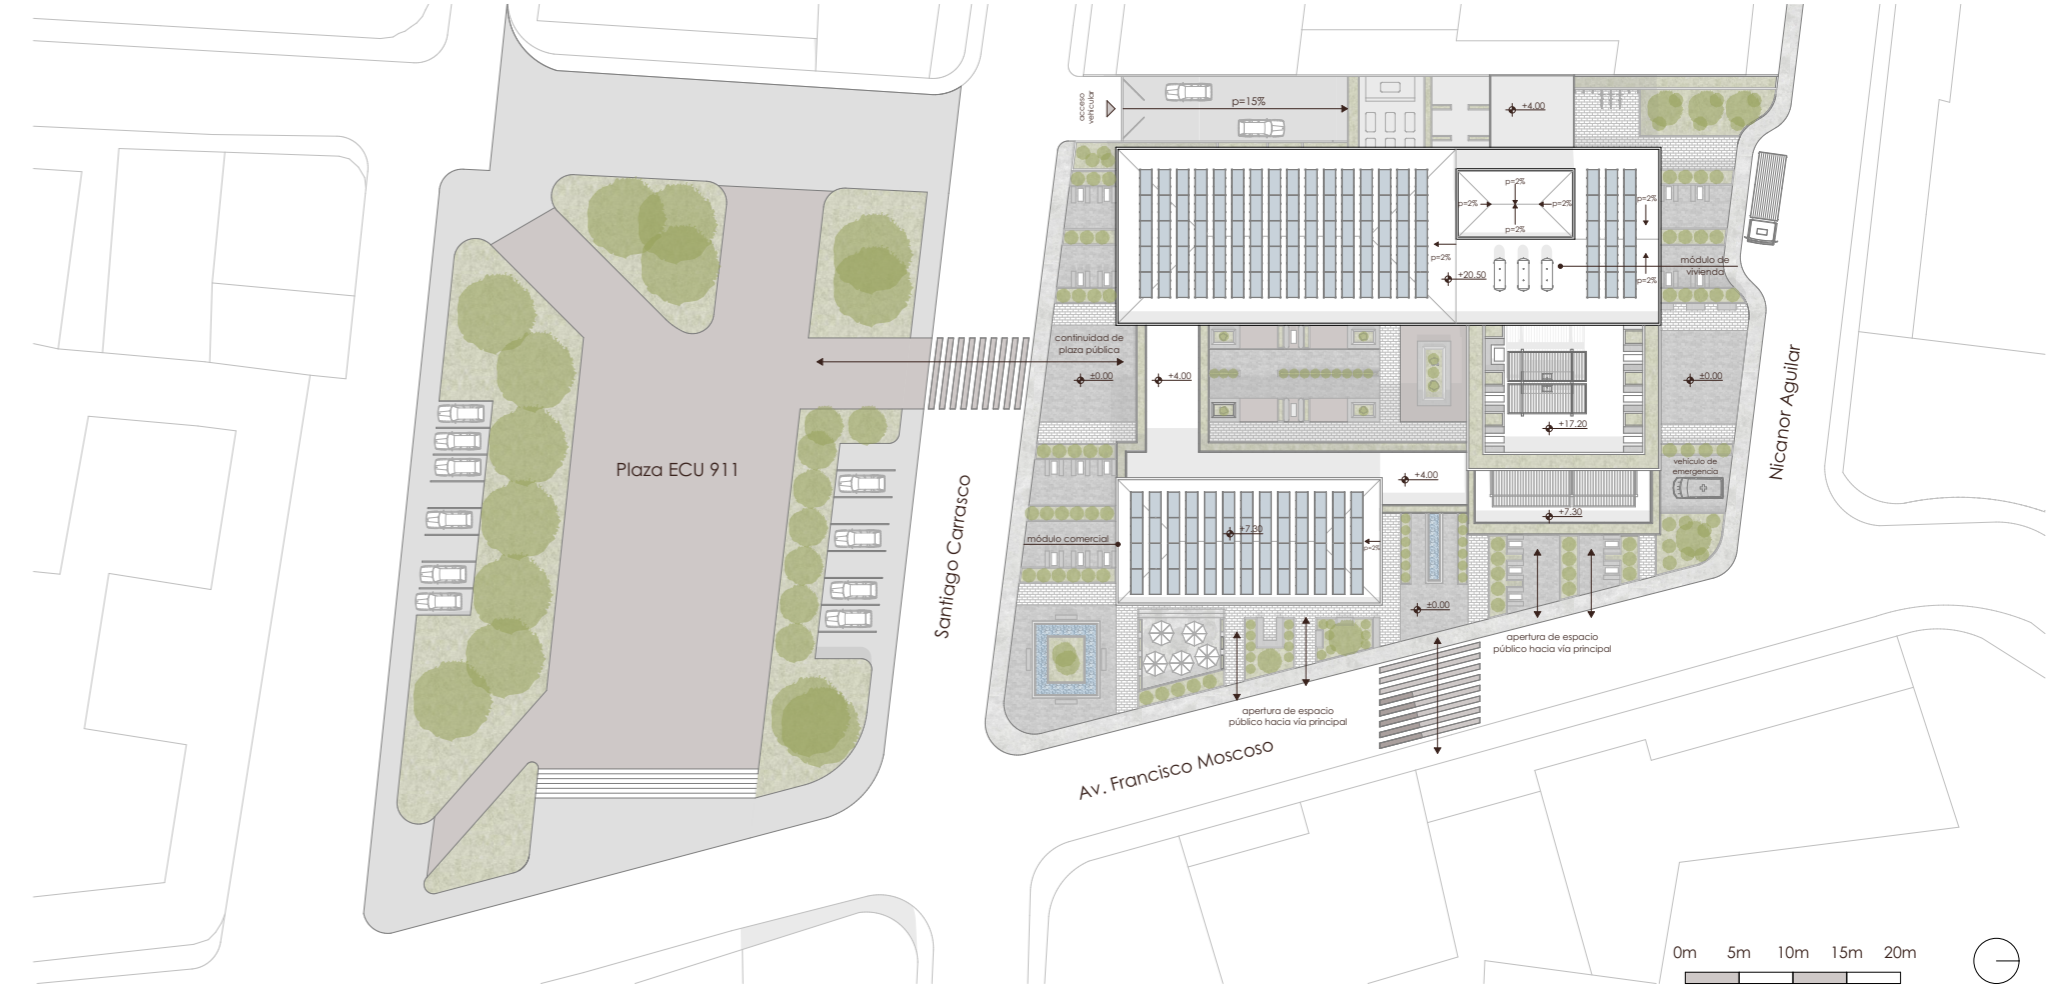 acceso
vehicular
p=15%
+4.00
p=2%
p=2%
p=2%
p=2%
p=2%
p=2%
+20.50
módulo de
vivienda
p=2%
continuidad de
plaza pública
±0.00
+4.00
±0.00
+17.20
Nicanor Aguilar
Plaza ECU 911
+4.00
vehículo de
emergencia
+7.30
+7.30
módulo comercial
p=2%
Santiago Carrasco
±0.00
apertura de espacio
público hacia vía principal
apertura de espacio
público hacia vía principal
Av. Francisco Moscoso
0m 5m 10m 15m 20m